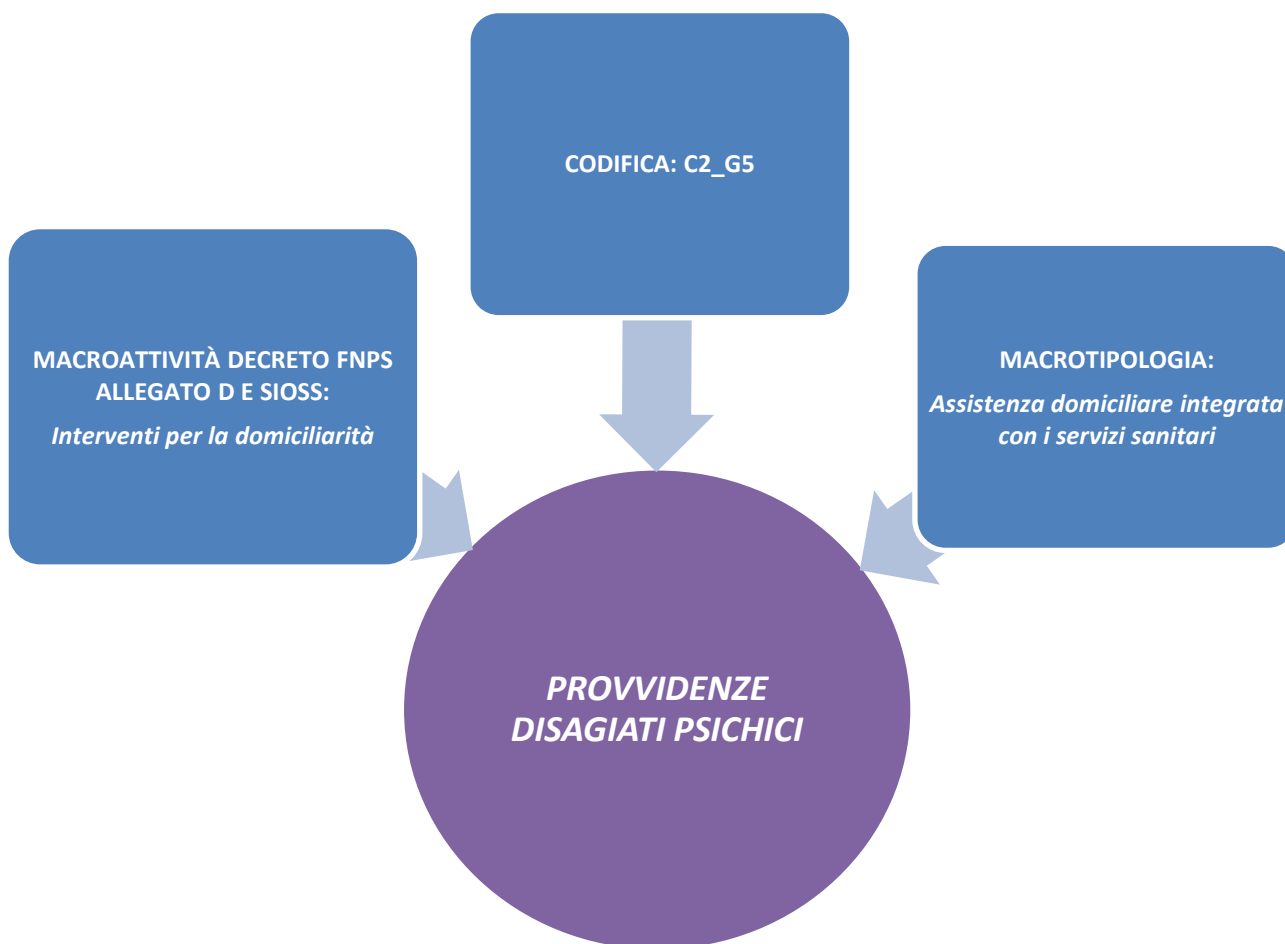 CODIFICA: C2_G5
MACROATTIVITÀ DECRETO FNPS
ALLEGATO D E SIOSS:
Interventi per la domiciliarità
MACROTIPOLOGIA:
Assistenza domiciliare integrata
con i servizi sanitari
PROVVIDENZE
DISAGIATI PSICHICI